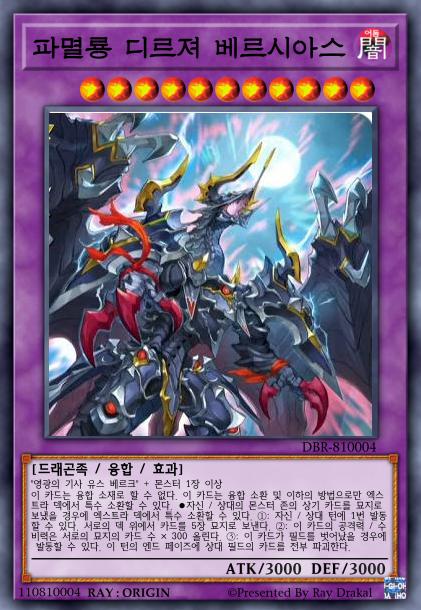 파멸룡 디르져 베르시아스
어둠
闇
DBR-810004
[드래곤족 / 융합 / 효과]
"영광의 기사 유스 베르크" + 몬스터 1장 이상
이 카드는 융합 소재로 할 수 없다. 이 카드는 융합 소환 및 이하의 방법으로만 엑스
트라 덱에서 특수 소환할 수 있다. ●자신 / 상대의 몬스터 존의 상기 카드를 묘지로
보냈을 경우에 엑스트라 덱에서 특수 소환할 수 있다. ①: 자신 / 상대 턴에 1번 발동
할 수 있다. 서로의 덱 위에서 카드를 5장 묘지로 보낸다. ②: 이 카드의 공격력 / 수
비력은 서로의 묘지의 카드 수 × 300 올린다. ③: 이 카드가 필드를 벗어났을 경우에
발동할 수 있다. 이 턴의 엔드 페이즈에 상대 필드의 카드를 전부 파괴한다.
ATK/3000 DEF/3000
110810004 RAY : ORIGIN ©Presented By Ray Drakal